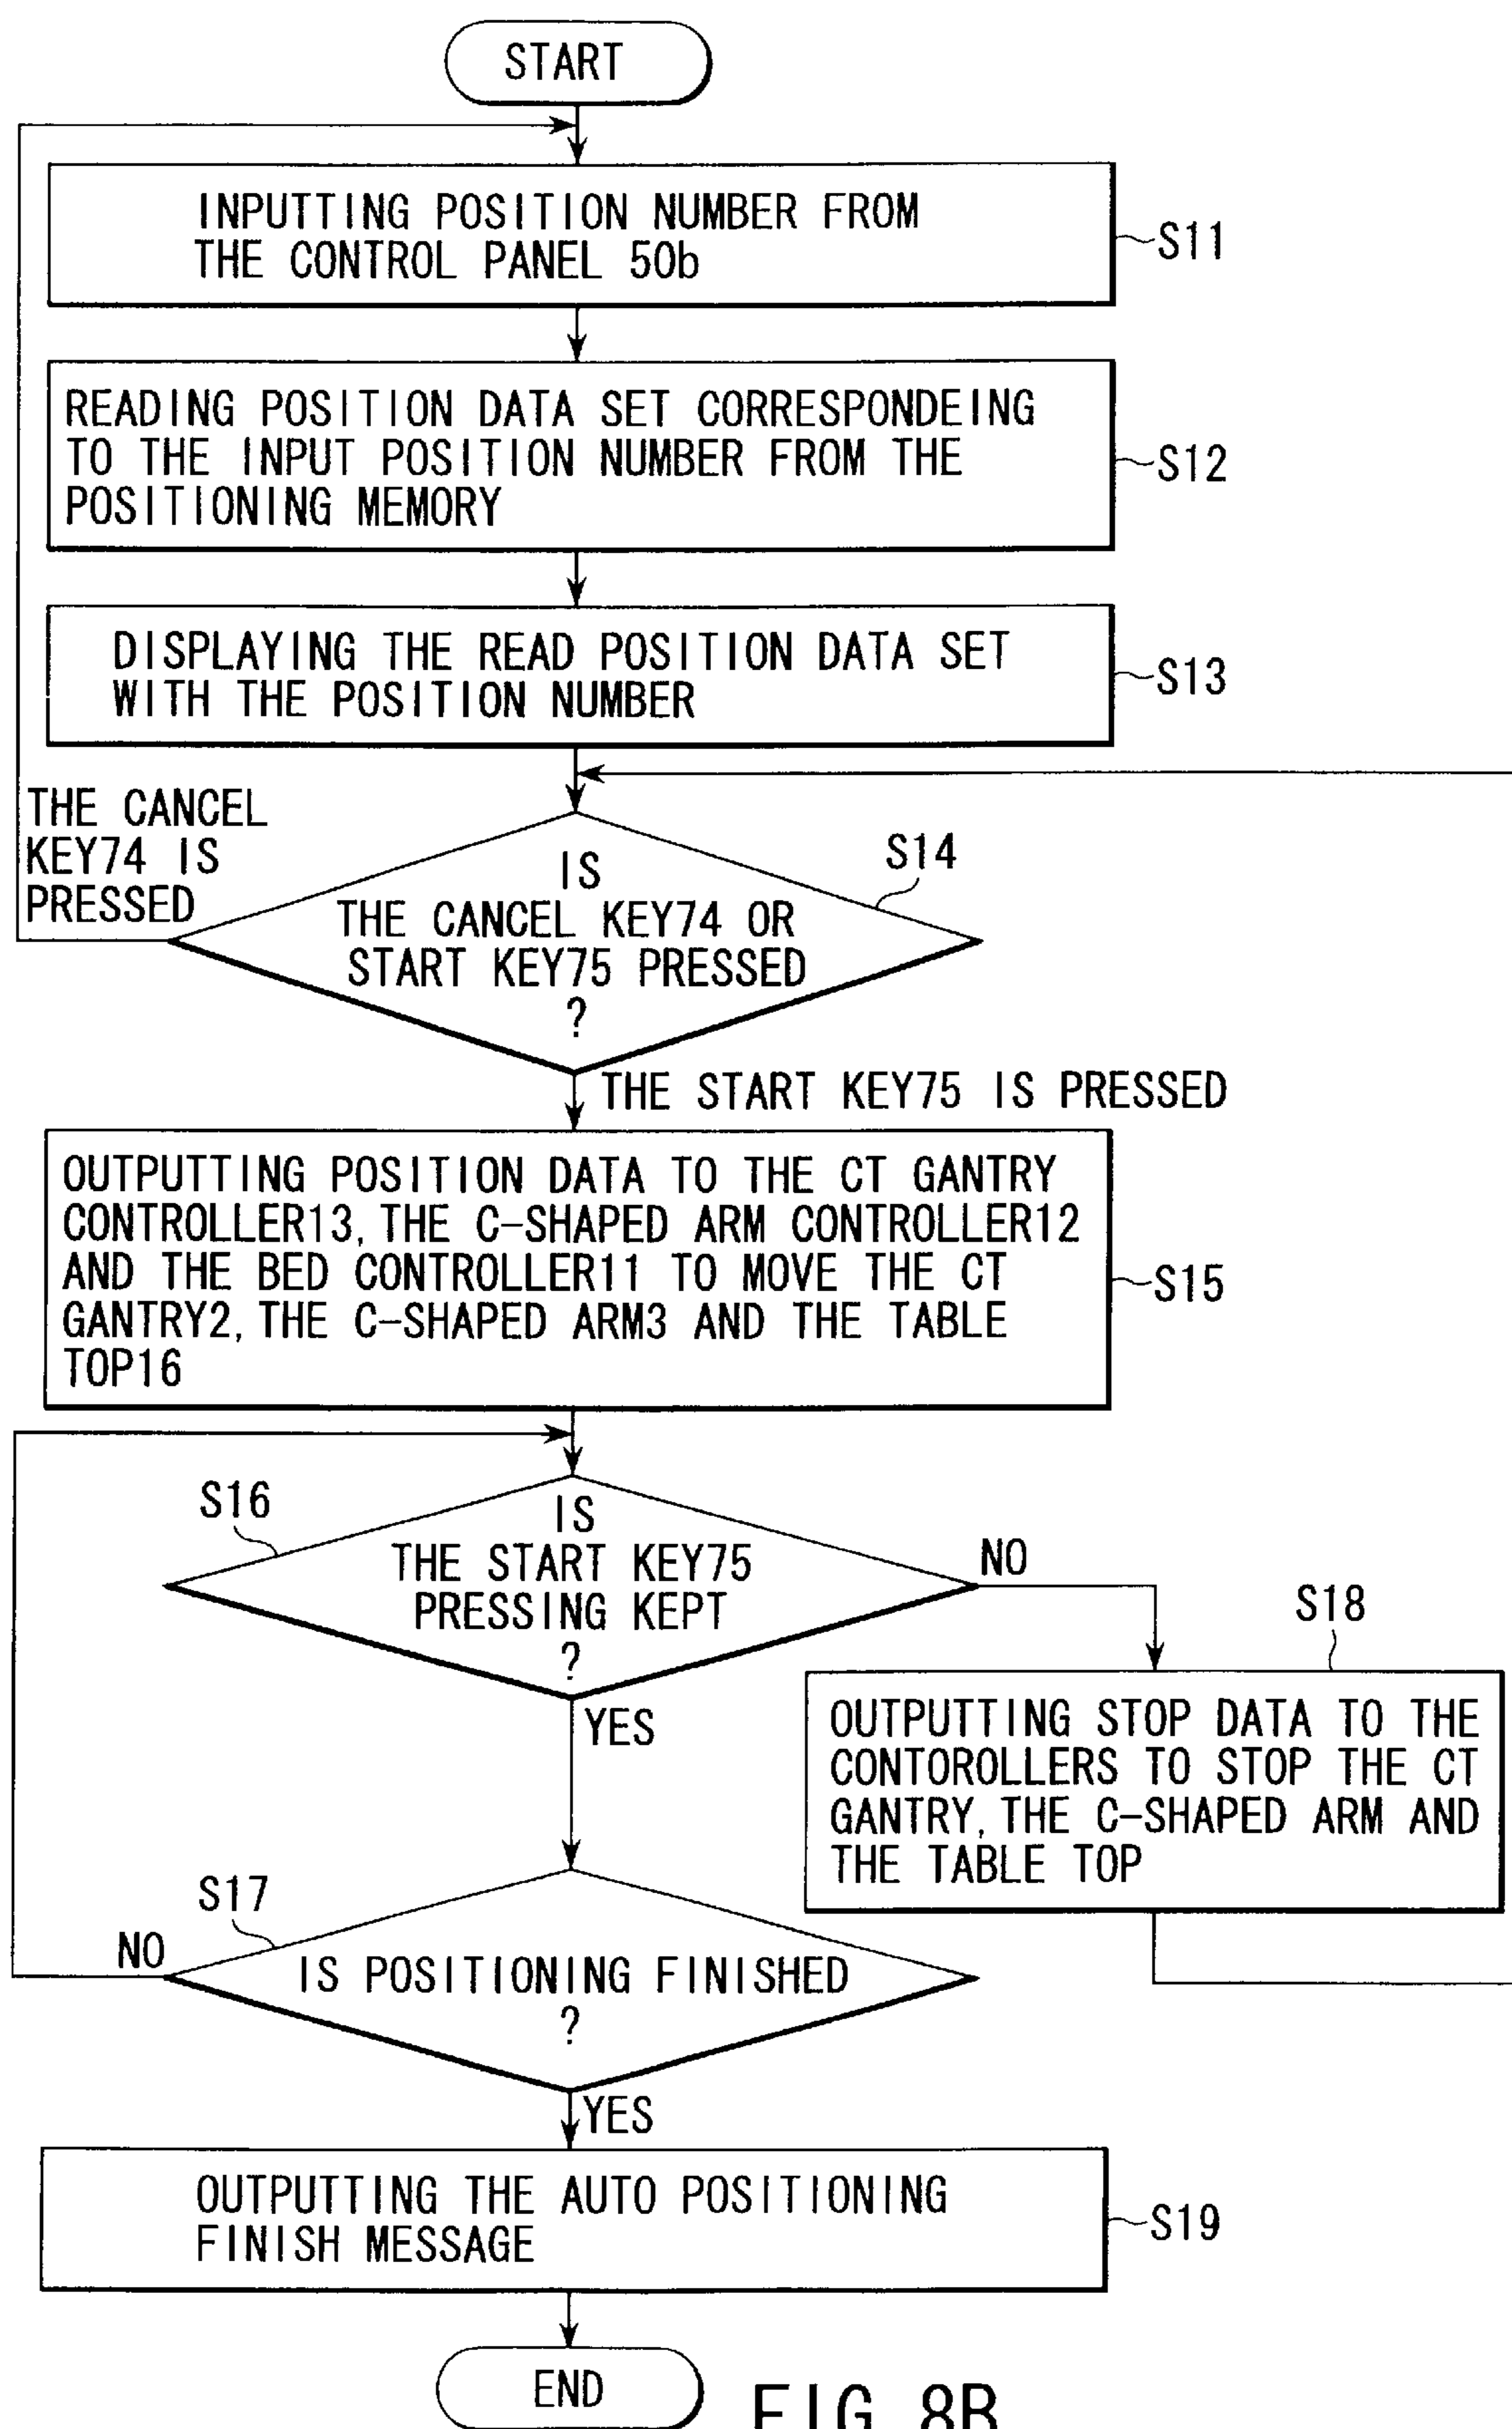 START
INPUTTING POSITION NUMBER FROM
THE CONTROL PANEL 50b
S11
READING POSITION DATA SET CORRESPONDEING
TO THE INPUT POSITION NUMBER FROM THE
POSITIONING MEMORY
S12
DISPLAYING THE READ POSITION DATA SET
WITH THE POSITION NUMBER
S13
THE CANCEL
KEY74 IS
PRESSED
S14
IS
THE CANCEL KEY74 OR
START KEY75 PRESSED
?
THE START KEY75 IS PRESSED
OUTPUTTING POSITION DATA TO THE CT GANTRY
CONTROLLER13, THE C-SHAPED ARM CONTROLLER12
AND THE BED CONTROLLER11 TO MOVE THE CT
GANTRY2, THE C-SHAPED ARM3 AND THE TABLE
TOP16
S15
S16
IS
THE START KEY75
PRESSING KEPT
?
NO
YES
S18
OUTPUTTING STOP DATA TO THE
CONTOROLLERS TO STOP THE CT
GANTRY, THE C-SHAPED ARM AND
THE TABLE TOP
S17
NO
IS POSITIONING FINISHED
?
YES
OUTPUTTING THE AUTO POSITIONING
FINISH MESSAGE
S19
END
FIG. 8B